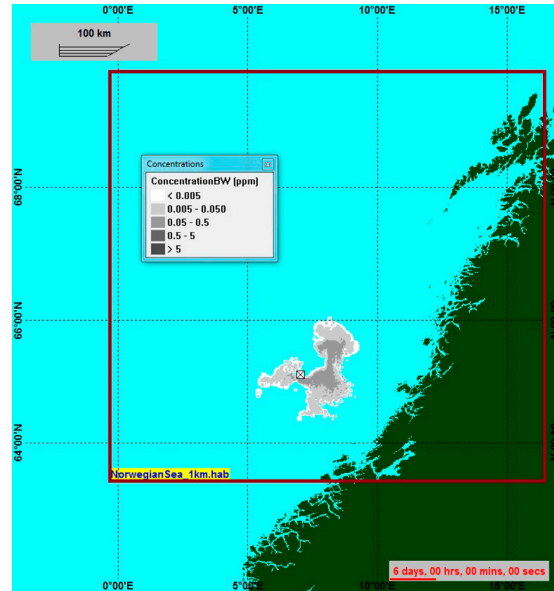 0°00'E 5°00'E 10°00'E 15°00'E
100 km
Concentrations
ConcentrationBW (ppm)
< 0.005
0.005 - 0.050
0.05 - 0.5
0.5 - 5
> 5
68°00'N
66°00'N
64°00'N
NorwegianSea_1km.hab
6 days, 00 hrs, 00 mins, 00 secs
0°00'E 5°00'E 10°00'E 15°00'E